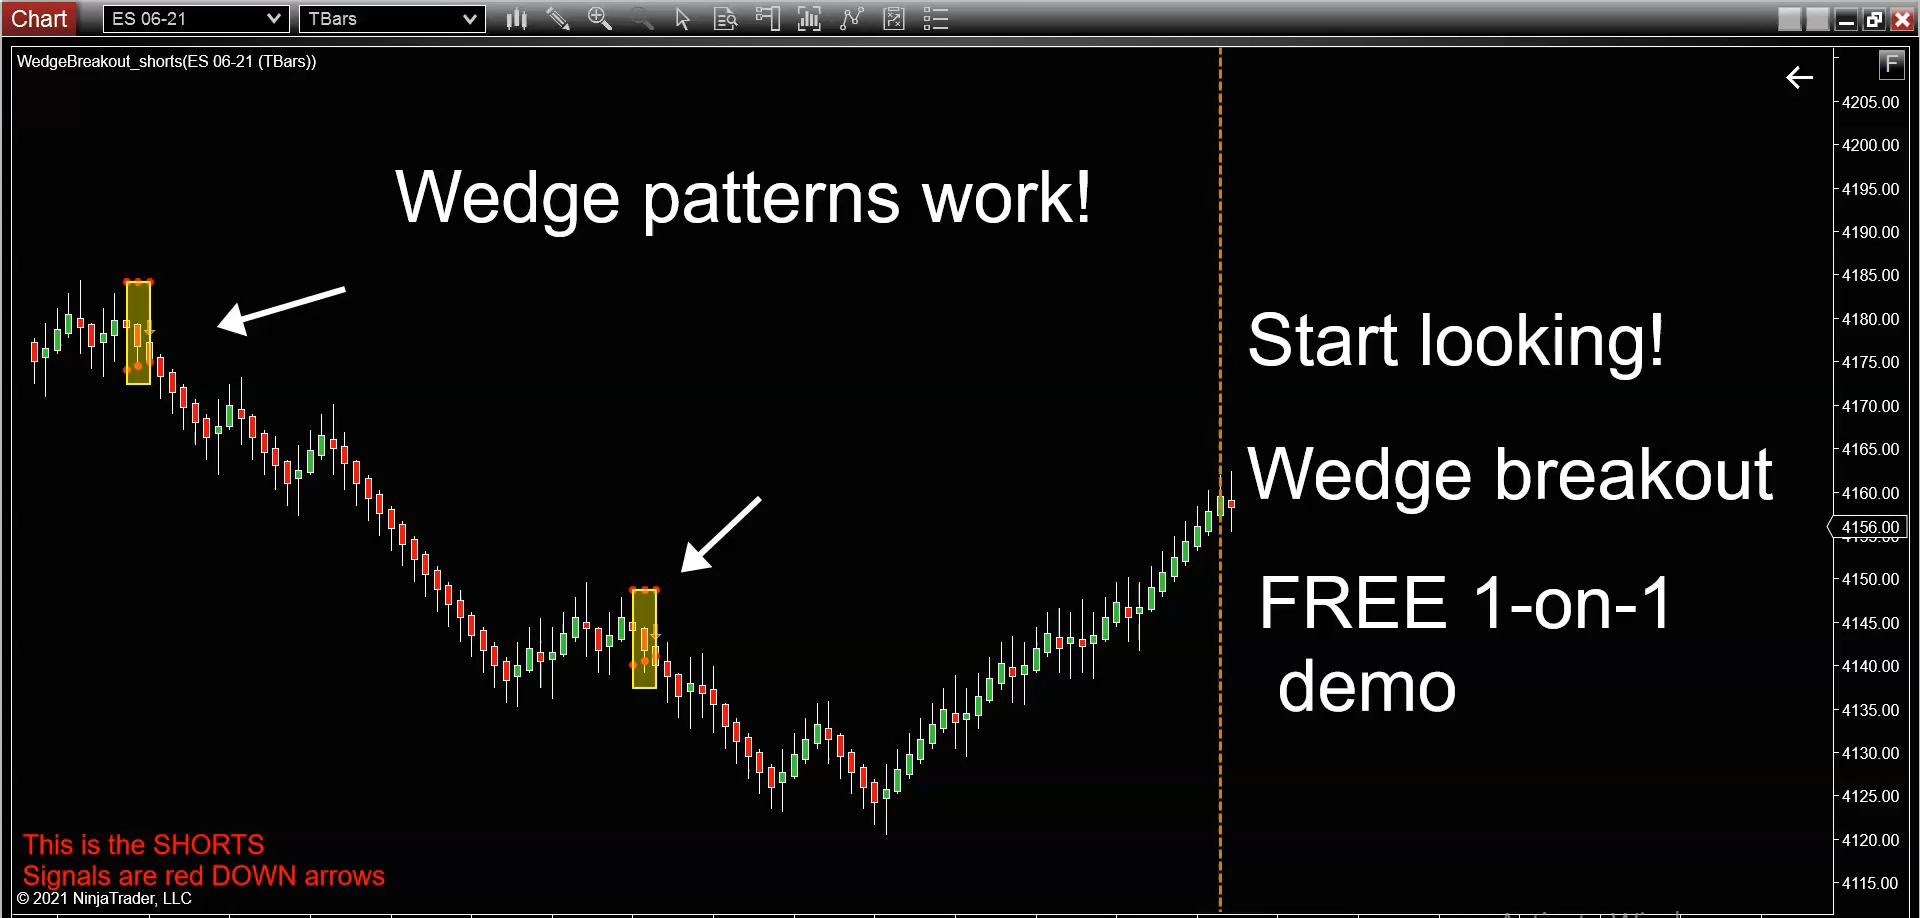 Chart
ES 06-21
TBars
WedgeBreakout_shorts(ES 06-21 (TBars))
F
4205.00
4200.00
Wedge patterns work!
4195.00
4190.00
4185.00
4180.00
Start looking!
4175.00
4170.00
4165.00
Wedge breakout
4160.00
4156.00
4150.00
FREE 1-on-1
4145.00
4140.00
demo
4135.00
4130.00
4125.00
4120.00
This is the SHORTS
Signals are red DOWN arrows
4115.00
© 2021 NinjaTrader, LLC